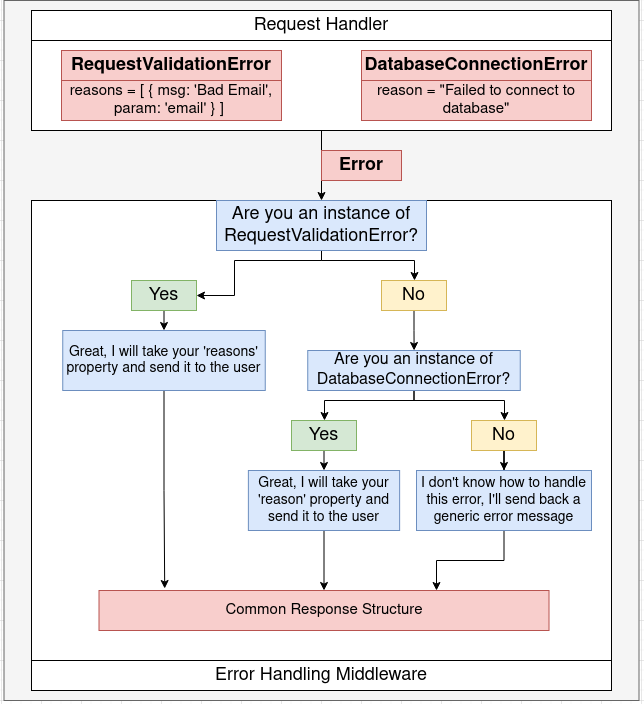 Request Handler
RequestValidationError
reasons = [ { msg: 'Bad Email',
param: 'email' } ]
DatabaseConnectionError
reason = "Failed to connect to
database"
Error
Are you an instance of
RequestValidationError?
Yes
No
Great, I will take your 'reasons'
property and send it to the user
Are you an instance of
DatabaseConnectionError?
Yes
No
Great, I will take your
'reason' property and
send it to the user
I don't know how to handle
this error, I'll send back a
generic error message
Common Response Structure
Error Handling Middleware